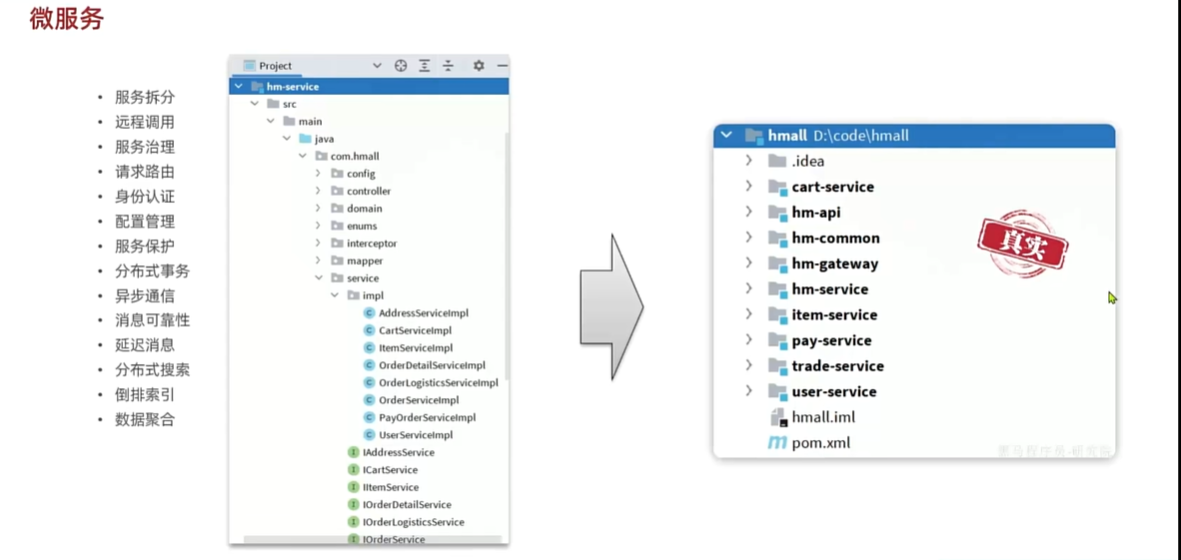 微服务
• 服务拆分
• 远程调用
• 服务治理
• 请求路由
• 身份认证
• 配置管理
• 服务保护
• 分布式事务
• 异步通信
• 消息可靠性
• 延迟消息
• 分布式搜索
• 倒排索引
• 数据聚合
Project
hm-service
src
main
java
com.hmall
config
controller
domain
enums
interceptor
mapper
service
impl
AddressServiceImpl
CartServiceImpl
ItemServiceImpl
OrderDetailServiceImpl
OrderLogisticsServiceImpl
OrderServiceImpl
PayOrderServiceImpl
UserServiceImpl
IAddressService
ICartService
IItemService
IOrderDetailService
IOrderLogisticsService
IOrderService
hmall D:\code\hmall
.idea
cart-service
hm-api
hm-common
hm-gateway
hm-service
item-service
pay-service
trade-service
user-service
hmall.iml
pom.xml
真实
黑马程序员-研究院